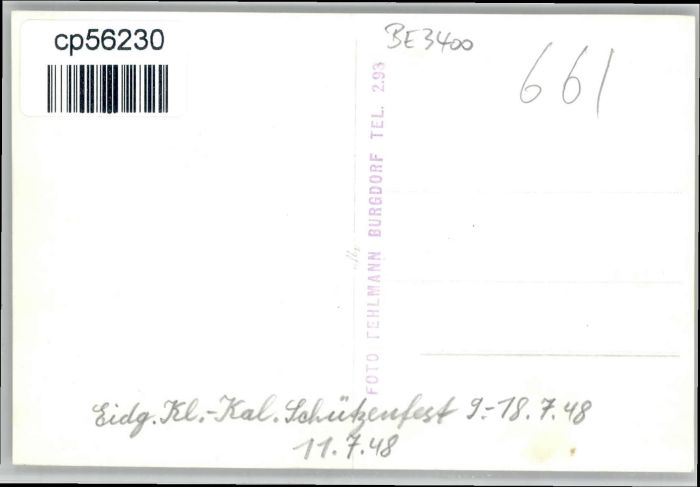 cp56230
BE3400
661
FOTO FEHLMANN BURGDORF TEL. 2.93
Eidg. Kl.-Kal. Schützenfest 9.-18.7.48
11.7.48